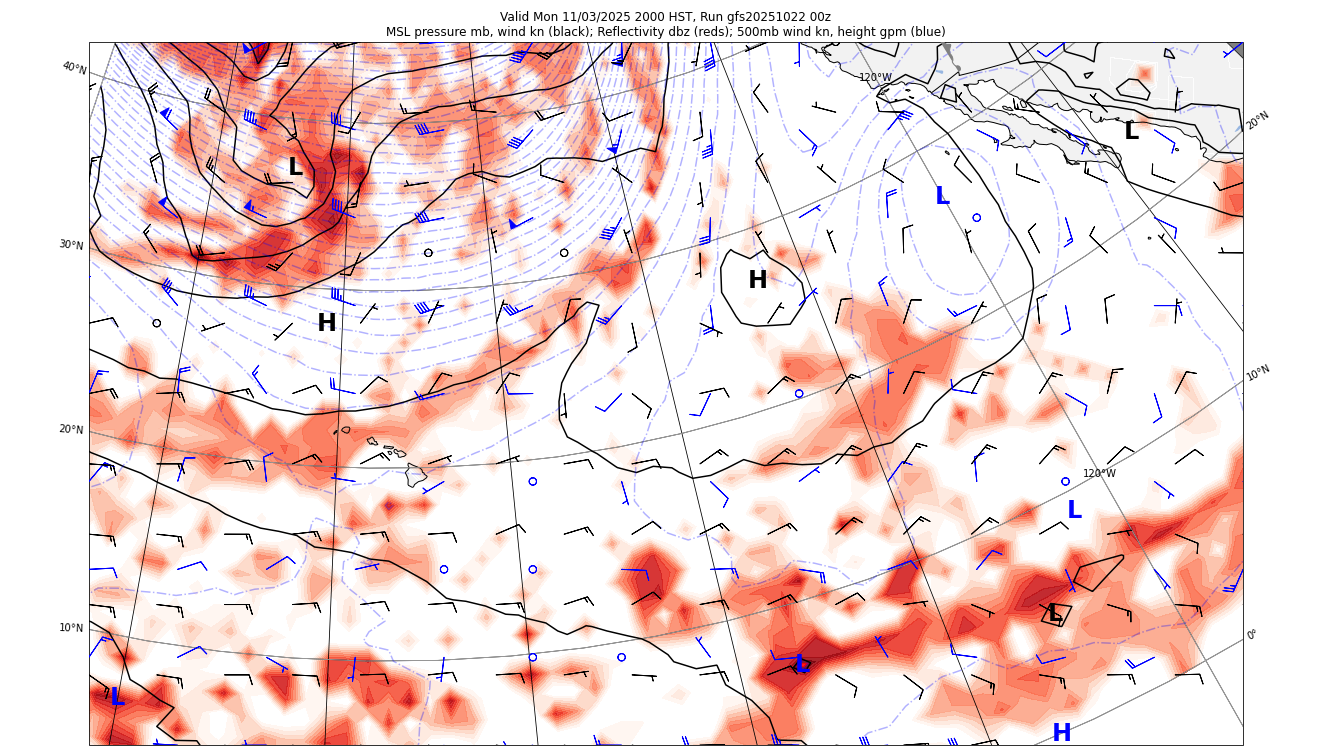 Valid Mon 11/03/2025 2000 HST, Run gfs20251022 00z
MSL pressure mb, wind kn (black); Reflectivity dbz (reds); 500mb wind kn, height gpm (blue)
40°N
120°W
20°N
L
L
L
30°N
H
H
10°N
20°N
120°W
L
L
10°N
0°
L
L
H